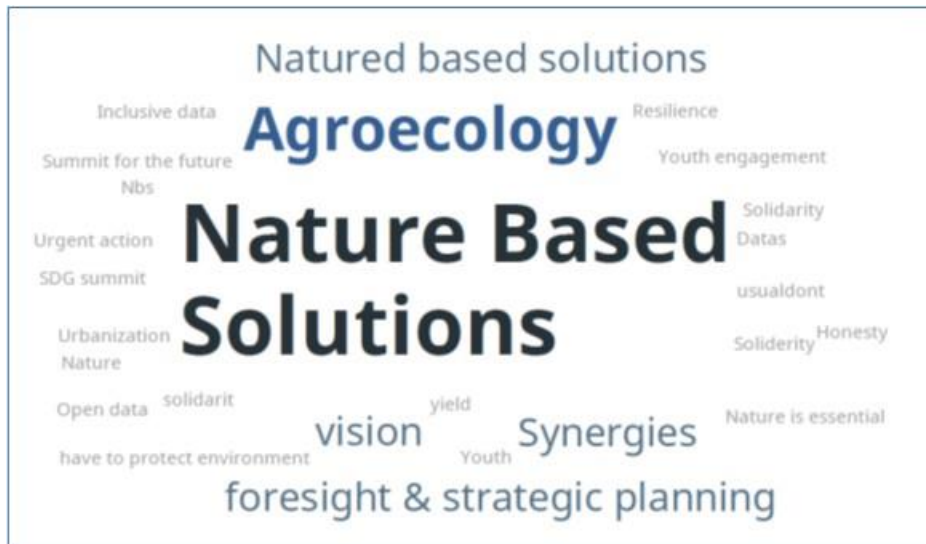 Natured based solutions
Inclusive data
Agroecology
Resilience
Summit for the future
Youth engagement
Nbs
Nature Based
Solidarity
Urgent action
Datas
SDG summit
usualdont
Solutions
Urbanization
Soliderity
Honesty
Nature
Open data
solidarit
yield
Nature is essential
vision
Synergies
have to protect environment
Youth
foresight & strategic planning